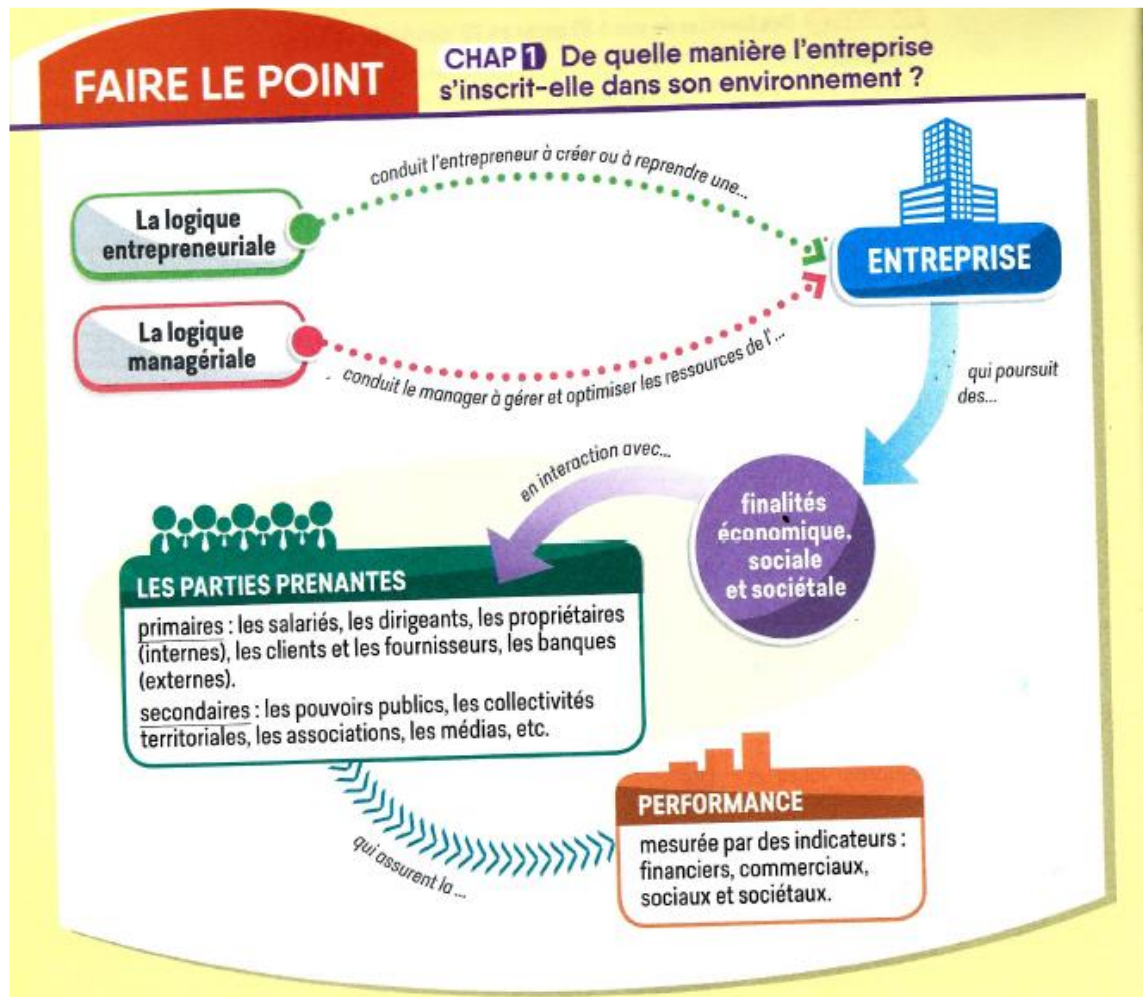 FAIRE LE POINT
CHAP 1 De quelle manière l'entreprise
s'inscrit-elle dans son environnement ?
conduit l'entrepreneur à créer ou à reprendre une...
La logique
entrepreneuriale
ENTREPRISE
La logique
managériale
conduit le manager à gérer et optimiser les ressources de l'...
qui poursuit
des...
en interaction avec...
finalités
économique,
sociale
et sociétale
LES PARTIES PRENANTES
primaires : les salariés, les dirigeants, les propriétaires
(internes), les clients et les fournisseurs, les banques
(externes).
secondaires : les pouvoirs publics, les collectivités
territoriales, les associations, les médias, etc.
qui assurent la ...
PERFORMANCE
mesurée par des indicateurs :
financiers, commerciaux,
sociaux et sociétaux.